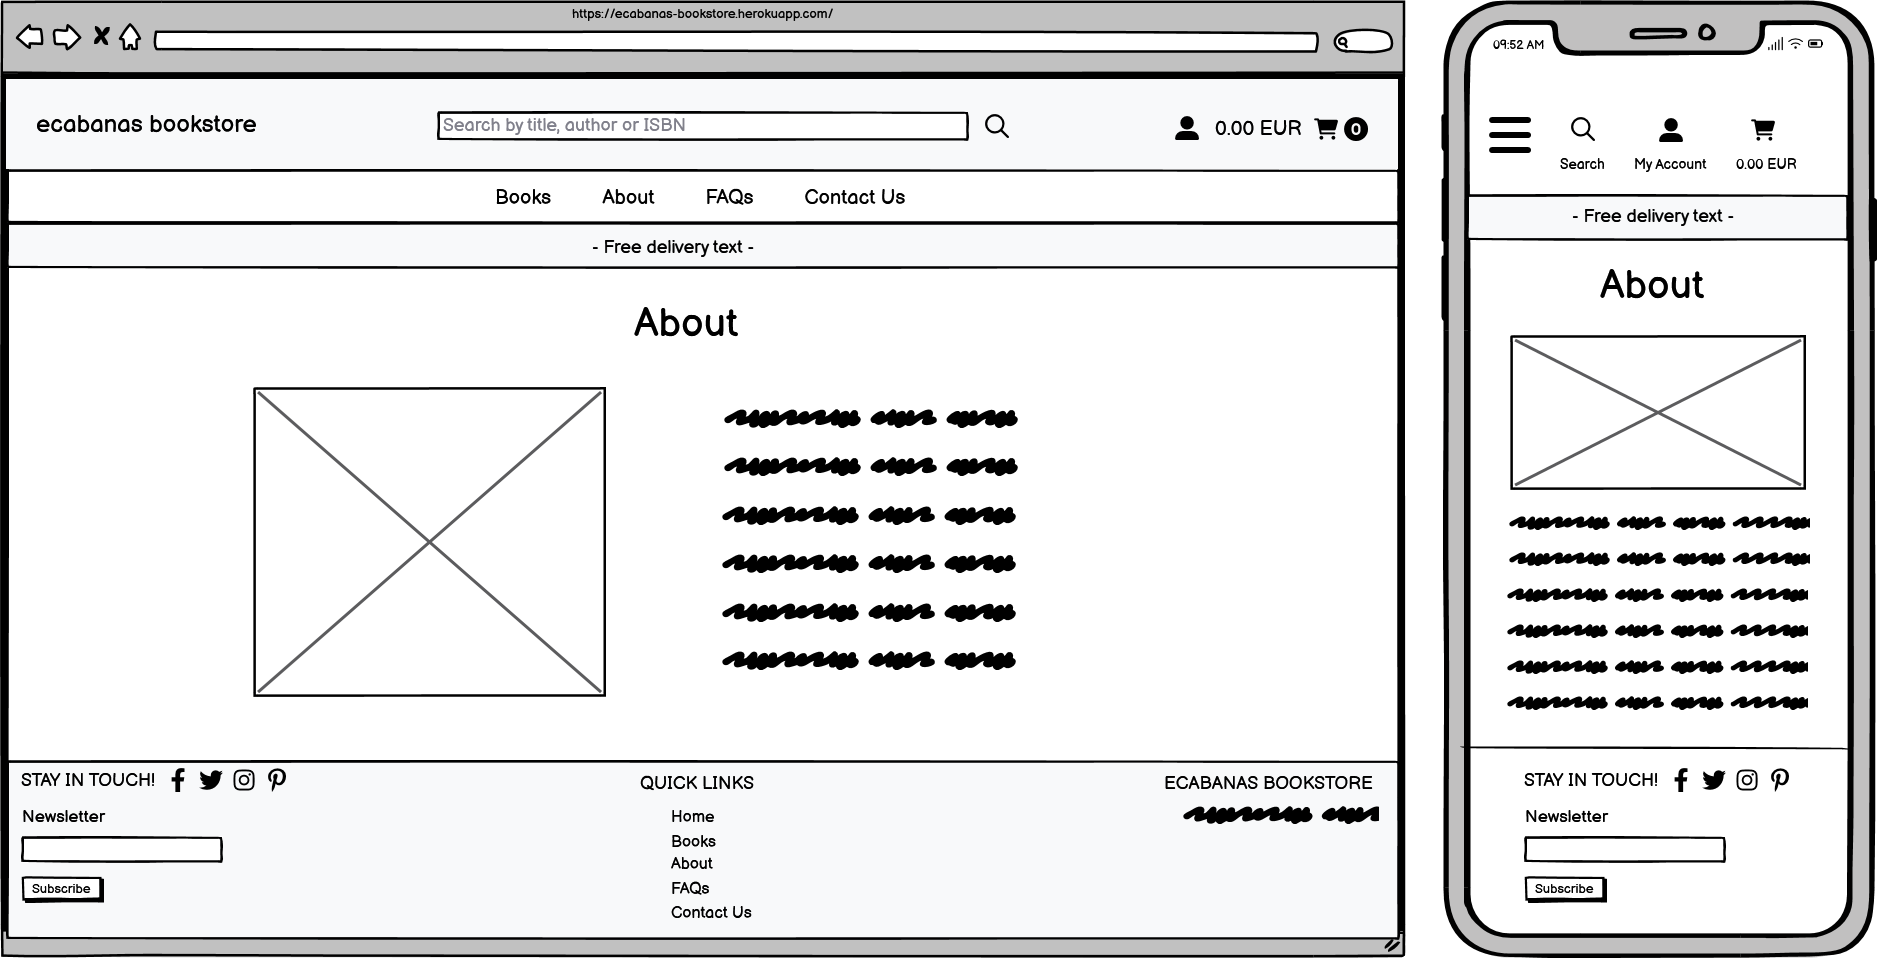 https://ecabanas-bookstore.herokuapp.com/
ecabanas bookstore
Search by title, author or ISBN
0.00 EUR
0
Books About FAQs Contact Us
- Free delivery text -
About
STAY IN TOUCH!
Newsletter
Subscribe
QUICK LINKS
Home
Books
About
FAQs
Contact Us
ECABANAS BOOKSTORE
09:52 AM
Search My Account 0.00 EUR
- Free delivery text -
About
STAY IN TOUCH!
Newsletter
Subscribe